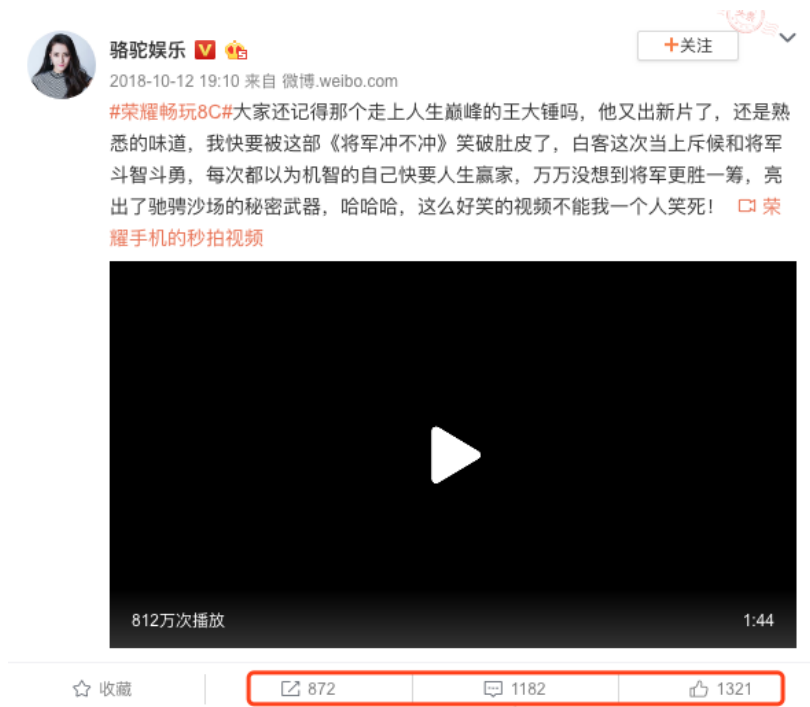 骆驼娱乐
+关注
2018-10-12 19:10 来自 微博.weibo.com
#荣耀畅玩8C#大家还记得那个走上人生巅峰的王大锤吗，他又出新片了，还是熟
悉的味道，我快要被这部《将军冲不冲》笑破肚皮了，白客这次当上斥候和将军
斗智斗勇，每次都以为机智的自己快要人生赢家，万万没想到将军更胜一筹，亮
出了驰骋沙场的秘密武器，哈哈哈，这么好笑的视频不能我一个人笑死！ 荣
耀手机的秒拍视频
812万次播放
1:44
收藏
872
1182
1321